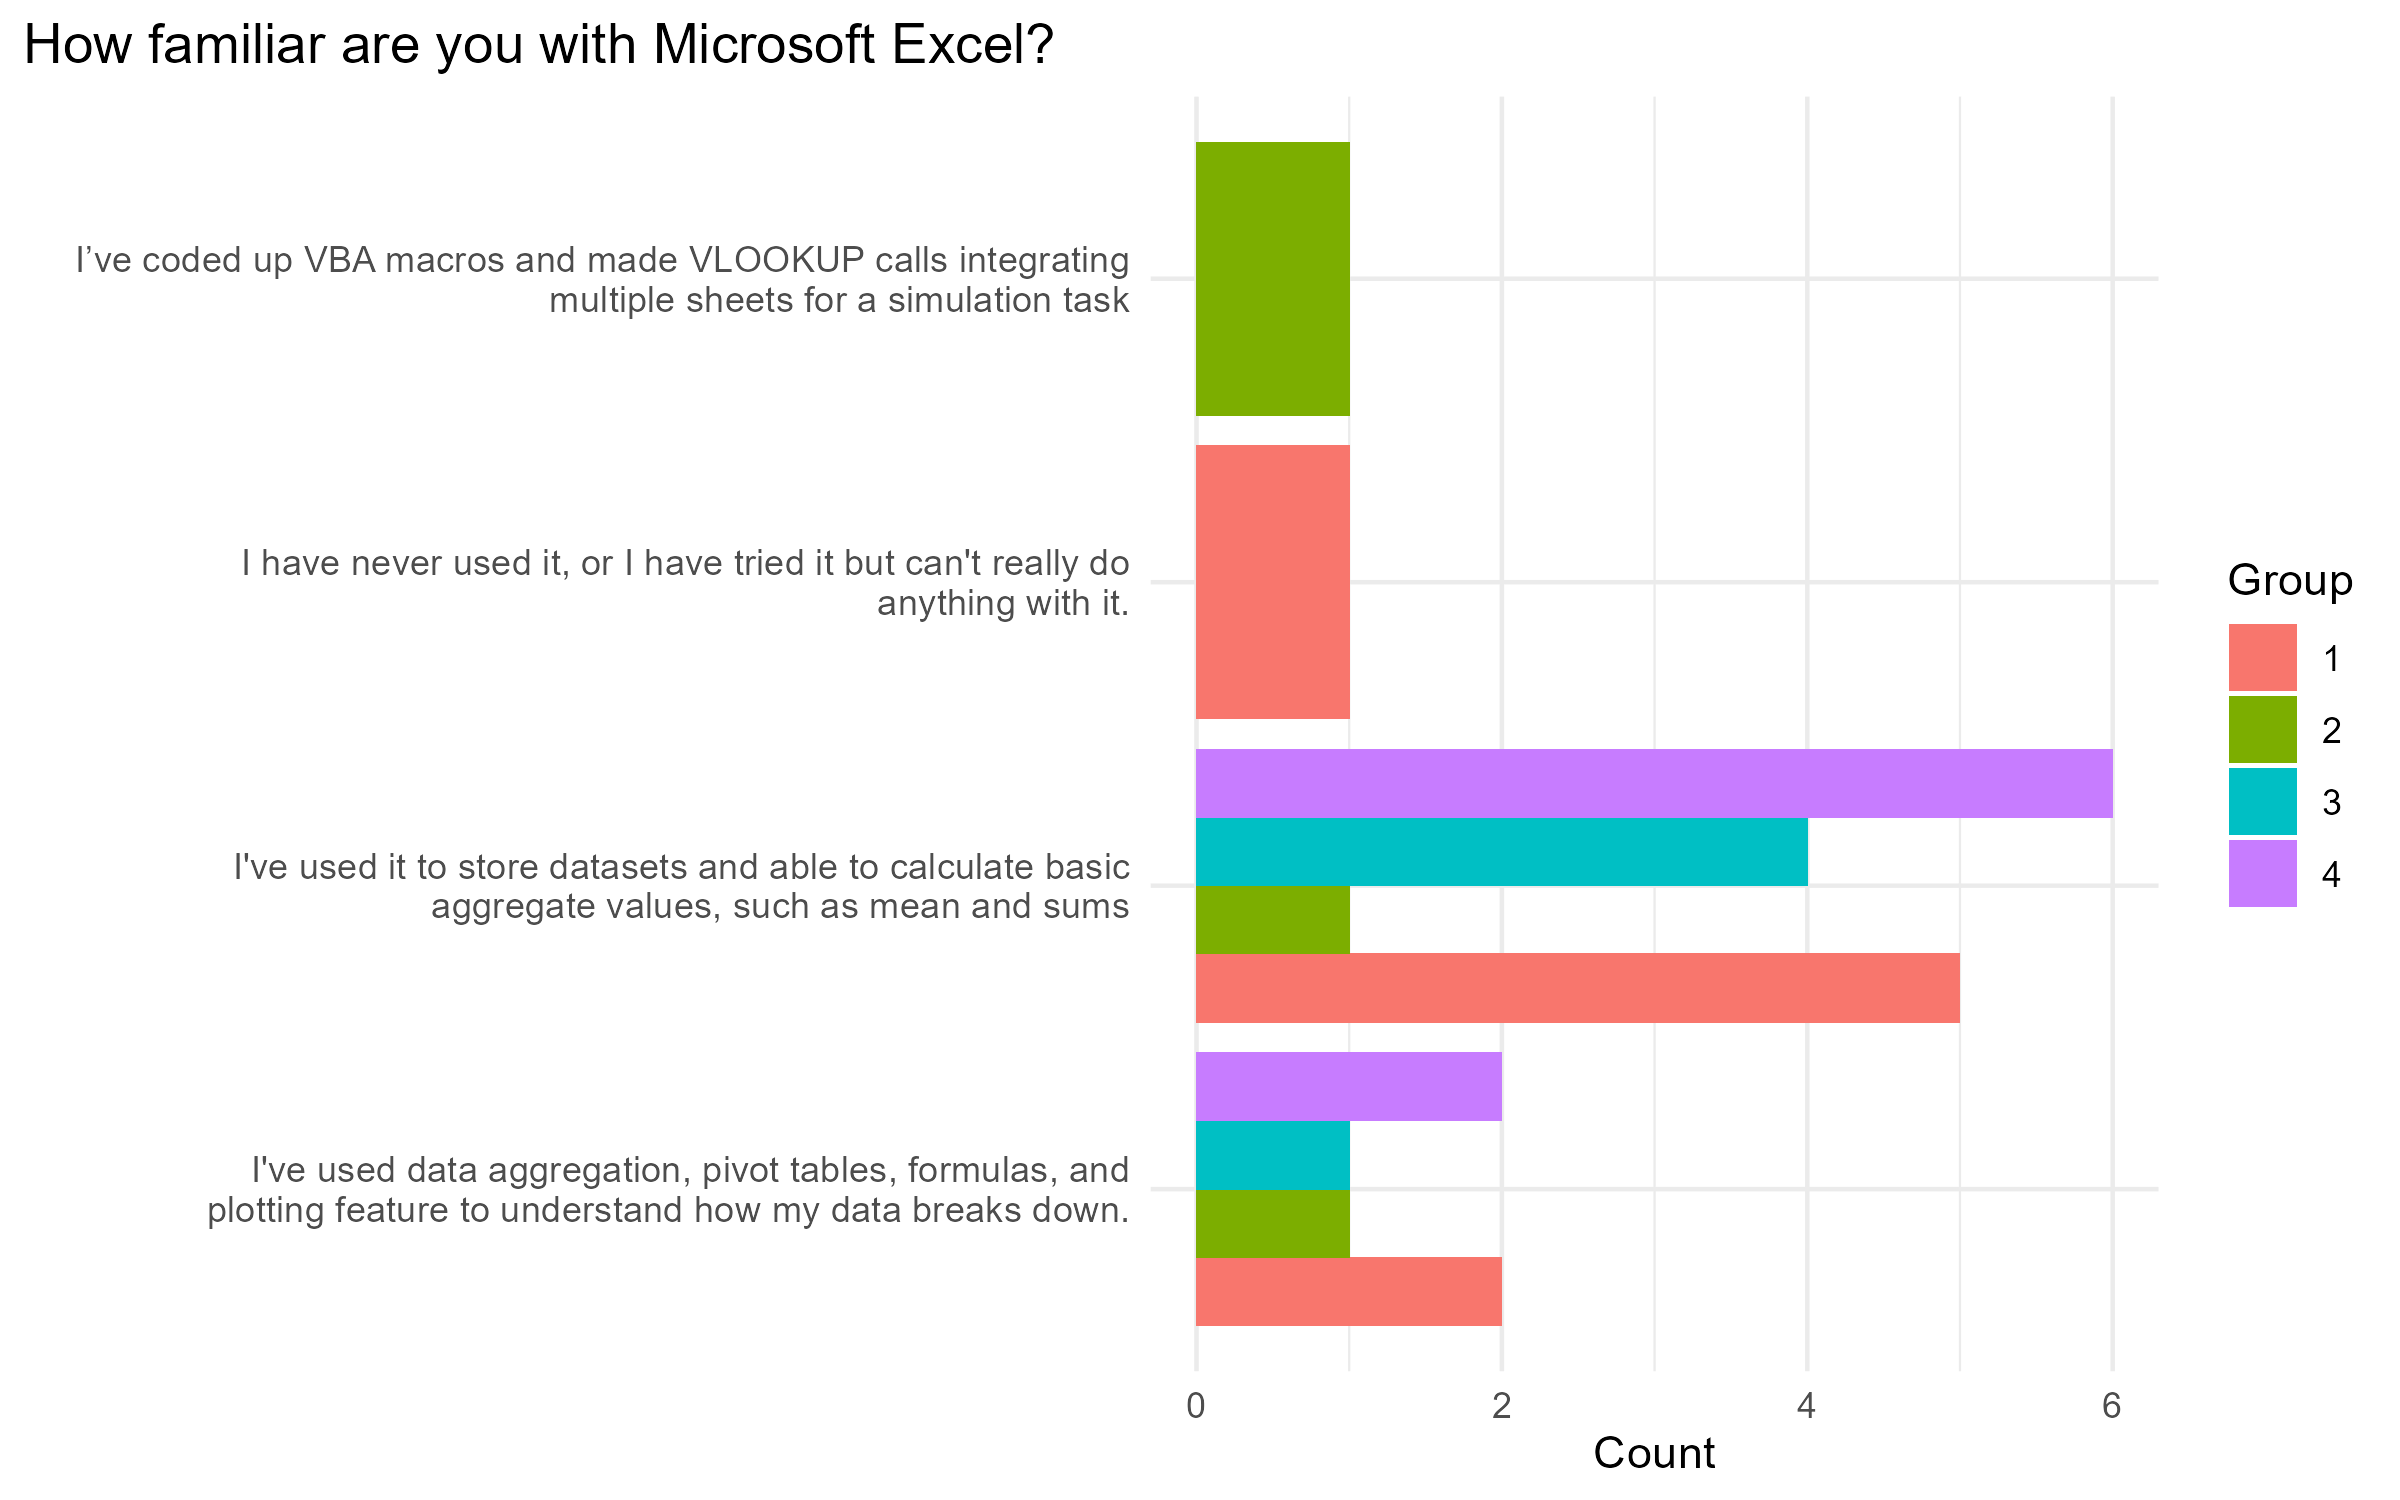 How familiar are you with Microsoft Excel?
I’ve coded up VBA macros and made VLOOKUP calls integrating
multiple sheets for a simulation task
I have never used it, or I have tried it but can't really do
anything with it.
I've used it to store datasets and able to calculate basic
aggregate values, such as mean and sums
I've used data aggregation, pivot tables, formulas, and
plotting feature to understand how my data breaks down.
0 2 4 6
Count
Group
1
2
3
4